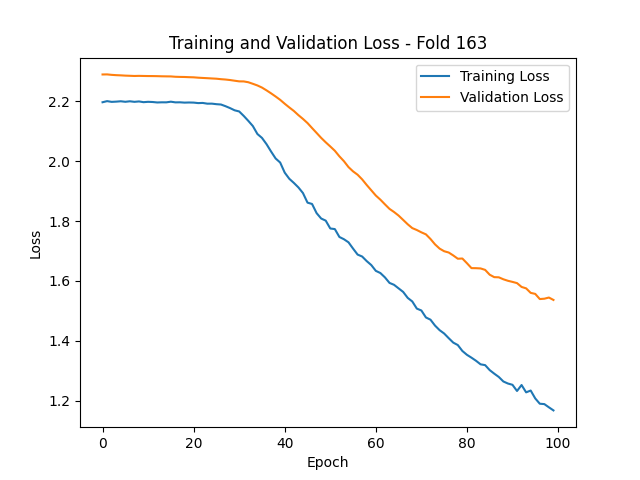 Training and Validation Loss - Fold 163
Training Loss
Validation Loss
Loss
2.2
2.0
1.8
1.6
1.4
1.2
0 20 40 60 80 100
Epoch